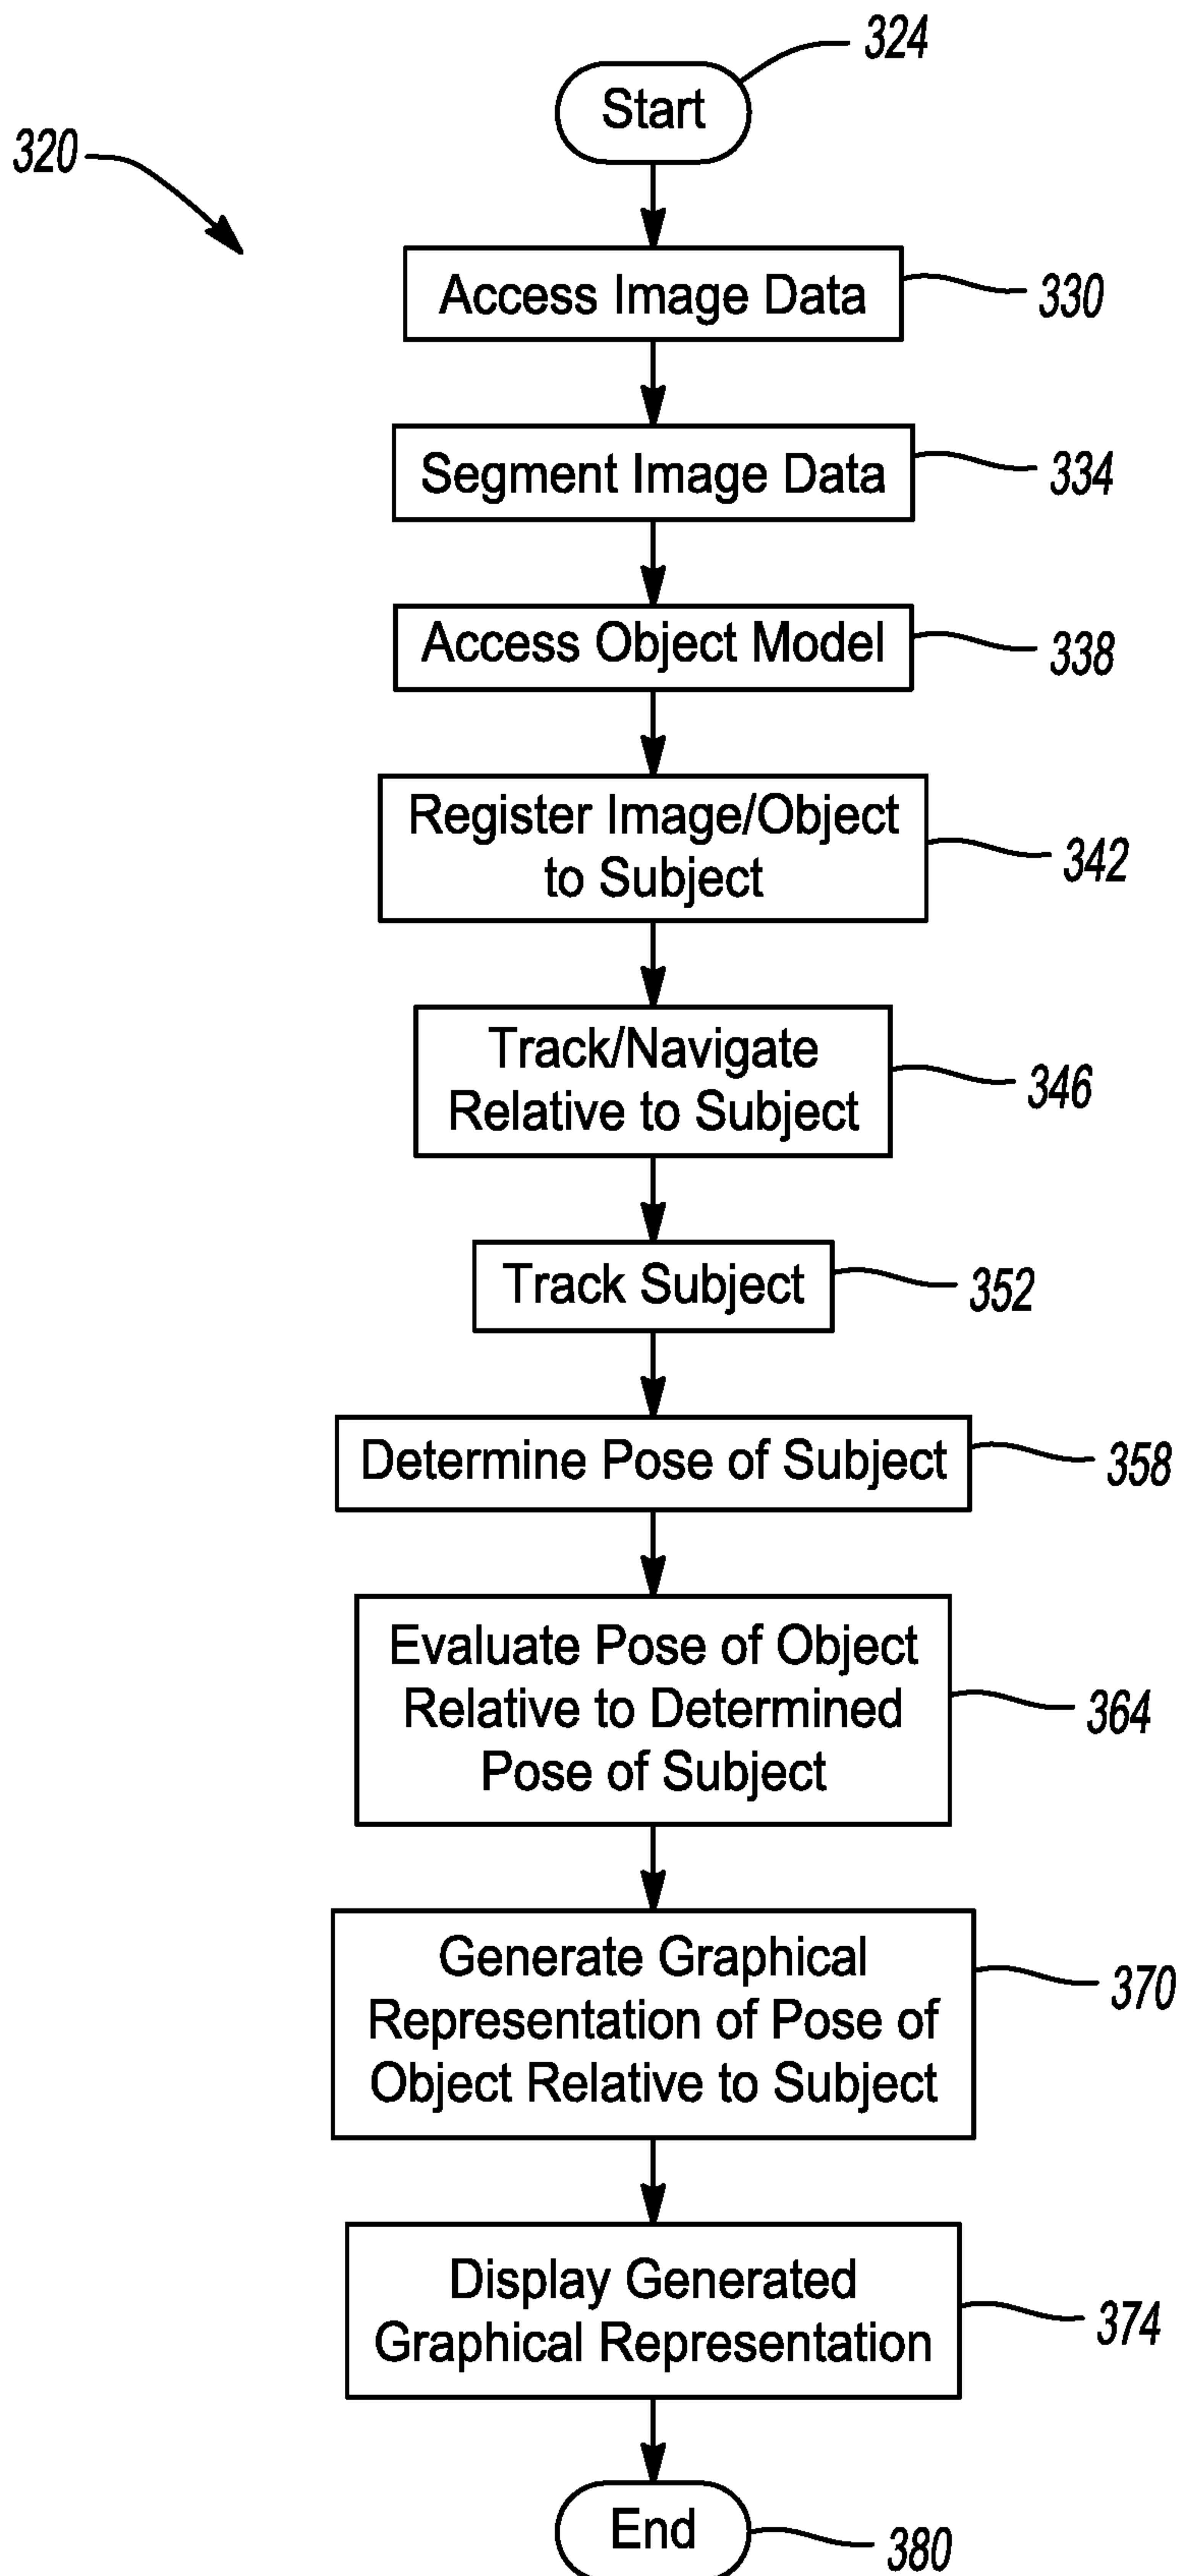 324
Start
320
Access Image Data
330
Segment Image Data
334
Access Object Model
338
Register Image/Object
to Subject
342
Track/Navigate
Relative to Subject
346
Track Subject
352
Determine Pose of Subject
358
Evaluate Pose of Object
Relative to Determined
Pose of Subject
364
Generate Graphical
Representation of Pose of
Object Relative to Subject
370
Display Generated
Graphical Representation
374
End
380